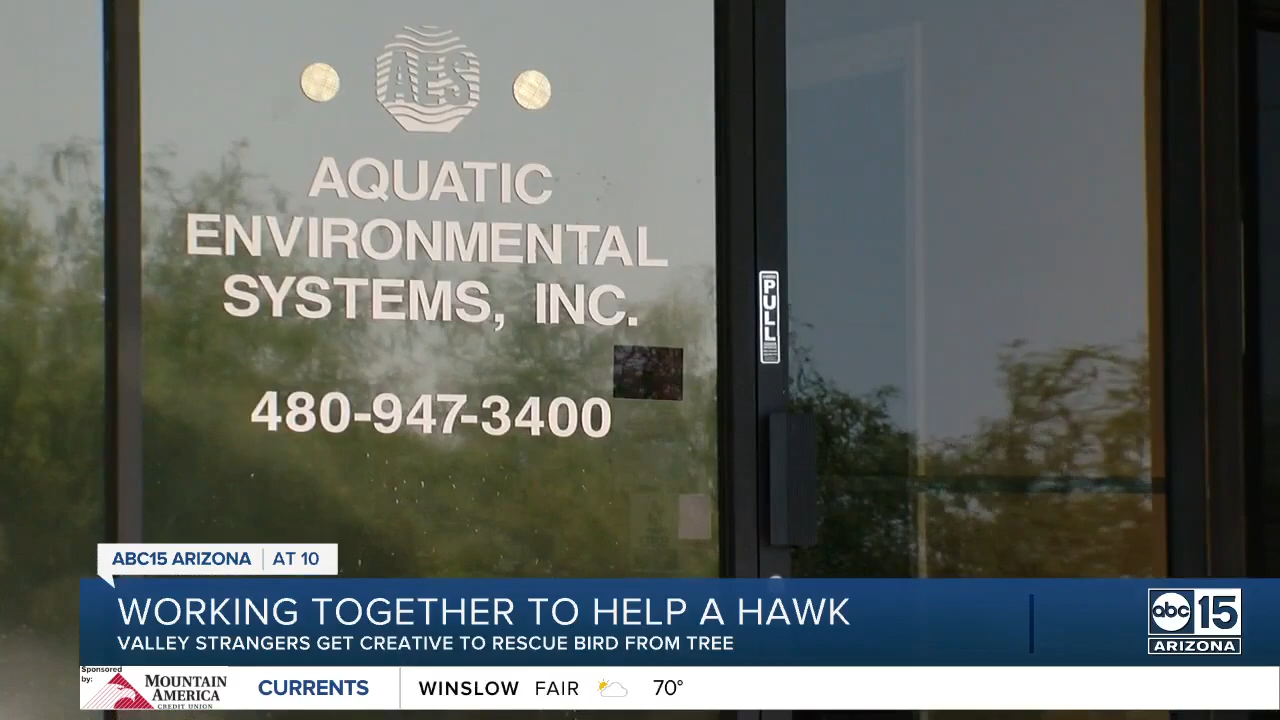 AES
AQUATIC
ENVIRONMENTAL
SYSTEMS, INC.
480-947-3400
PULL
ABC15 ARIZONA | AT 10
WORKING TOGETHER TO HELP A HAWK
VALLEY STRANGERS GET CREATIVE TO RESCUE BIRD FROM TREE
abc 15
ARIZONA
Sponsored
by:
MOUNTAIN
AMERICA
CREDIT UNION
CURRENTS
WINSLOW FAIR 70°